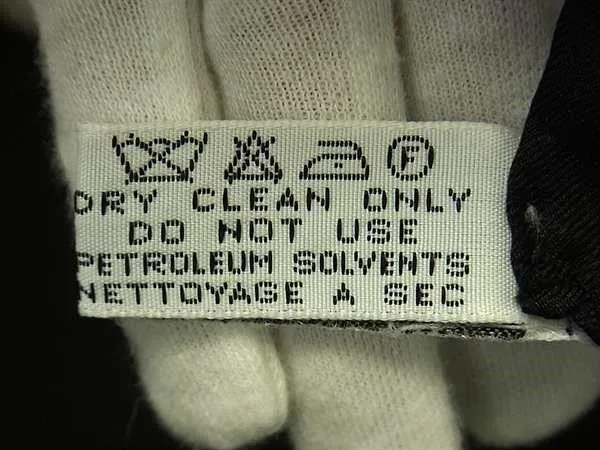 F
DRY CLEAN ONLY
DO NOT USE
PETROLEUM SOLVENTS
NETTOYAGE A SEC